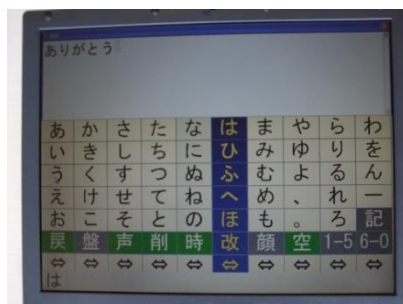 ありがとう
あ か さ た な は ま や ら わ
い き し ち に ひ み ゆ り を
う く す つ ぬ ふ む よ る ん
え け せ て ね へ め 、 れ ー
お こ そ と の ほ も 。 ろ 記
戻 盤 声 削 時 改 顔 空 1-5 6-0
⇔ ⇔ ⇔ ⇔ ⇔ ⇔ ⇔ ⇔ ⇔ ⇔
は